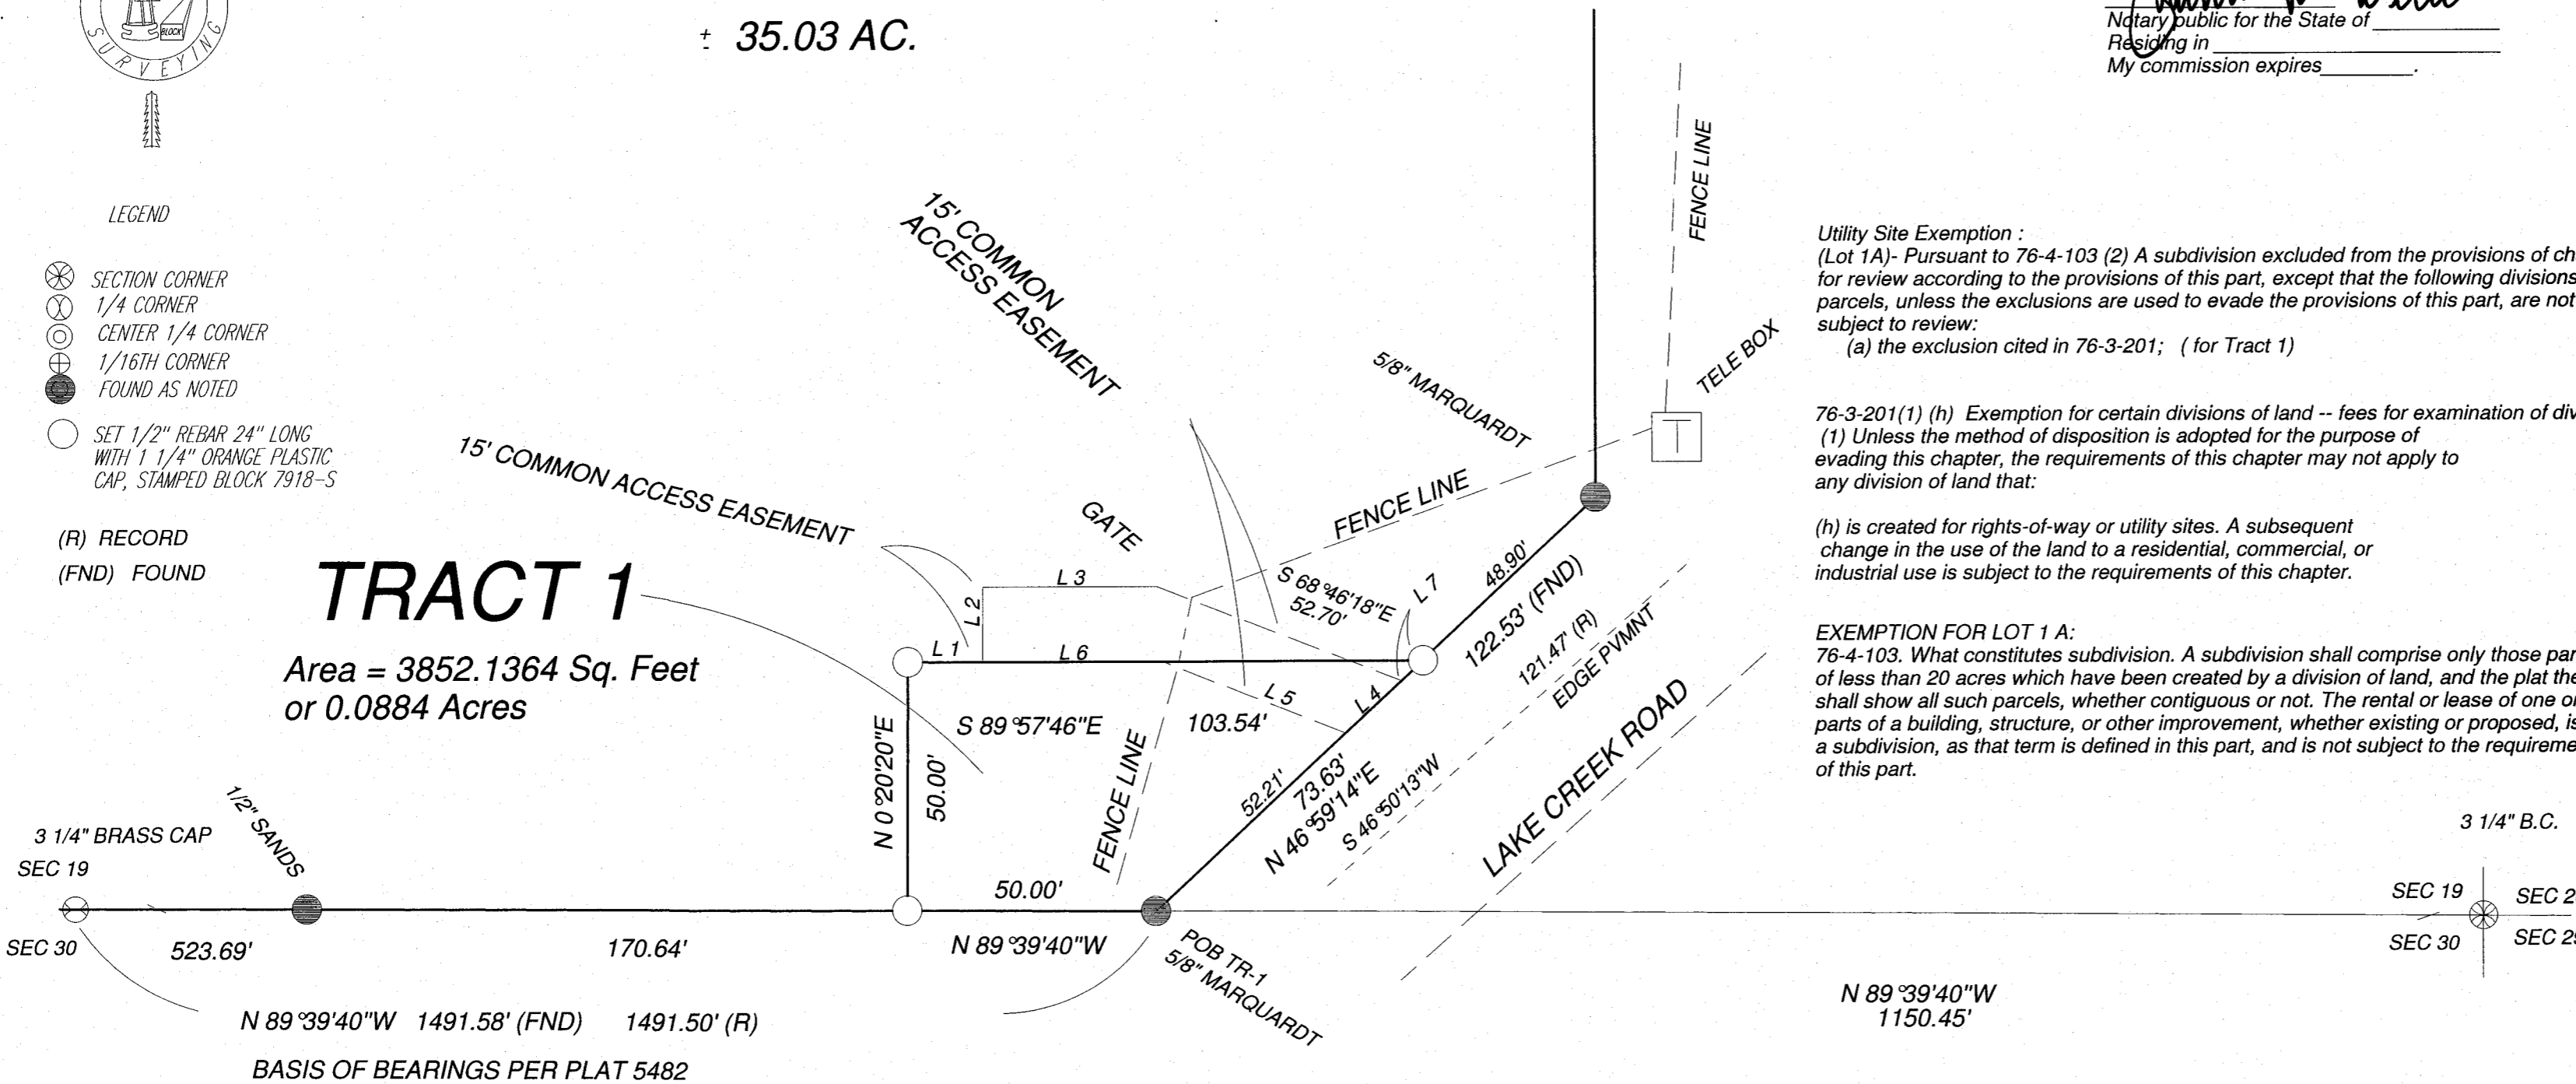 BLOCK
SURVEYING
± 35.03 AC.
Notary public for the State of
Residing in
My commission expires .
LEGEND
SECTION CORNER
1/4 CORNER
CENTER 1/4 CORNER
1/16TH CORNER
FOUND AS NOTED
SET 1/2" REBAR 24" LONG
WITH 1 1/4" ORANGE PLASTIC
CAP, STAMPED BLOCK 7918-S
(R) RECORD
(FND) FOUND
TRACT 1
Area = 3852.1364 Sq. Feet
or 0.0884 Acres
15' COMMON ACCESS EASEMENT
15' COMMON
ACCESS EASEMENT
GATE
5/8" MARQUARDT
FENCE LINE
FENCE LINE
TELE BOX
T
L 3
L 2
L 1
L 6
S 68°46'18"E
52.70'
L 7
48.90'
122.53' (FND)
121.47' (R)
EDGE PVMNT
L 5
L 4
S 89°57'46"E
103.54'
N 0°20'20"E
50.00'
FENCE LINE
52.21'
73.63'
N 46°59'14"E
S 46°50'13"W
LAKE CREEK ROAD
3 1/4" BRASS CAP
SEC 19
SEC 30
1/2" SANDS
523.69'
170.64'
50.00'
N 89°39'40"W
POB TR-1
5/8" MARQUARDT
N 89°39'40"W 1491.58' (FND) 1491.50' (R)
BASIS OF BEARINGS PER PLAT 5482
N 89°39'40"W
1150.45'
Utility Site Exemption :
(Lot 1A)- Pursuant to 76-4-103 (2) A subdivision excluded from the provisions of ch
for review according to the provisions of this part, except that the following divisions
parcels, unless the exclusions are used to evade the provisions of this part, are not
subject to review:
(a) the exclusion cited in 76-3-201; ( for Tract 1)
76-3-201(1) (h) Exemption for certain divisions of land -- fees for examination of div
(1) Unless the method of disposition is adopted for the purpose of
evading this chapter, the requirements of this chapter may not apply to
any division of land that:
(h) is created for rights-of-way or utility sites. A subsequent
change in the use of the land to a residential, commercial, or
industrial use is subject to the requirements of this chapter.
EXEMPTION FOR LOT 1 A:
76-4-103. What constitutes subdivision. A subdivision shall comprise only those par
of less than 20 acres which have been created by a division of land, and the plat the
shall show all such parcels, whether contiguous or not. The rental or lease of one o
parts of a building, structure, or other improvement, whether existing or proposed, is
a subdivision, as that term is defined in this part, and is not subject to the requireme
of this part.
3 1/4" B.C.
SEC 19
SEC 2
SEC 30
SEC 29